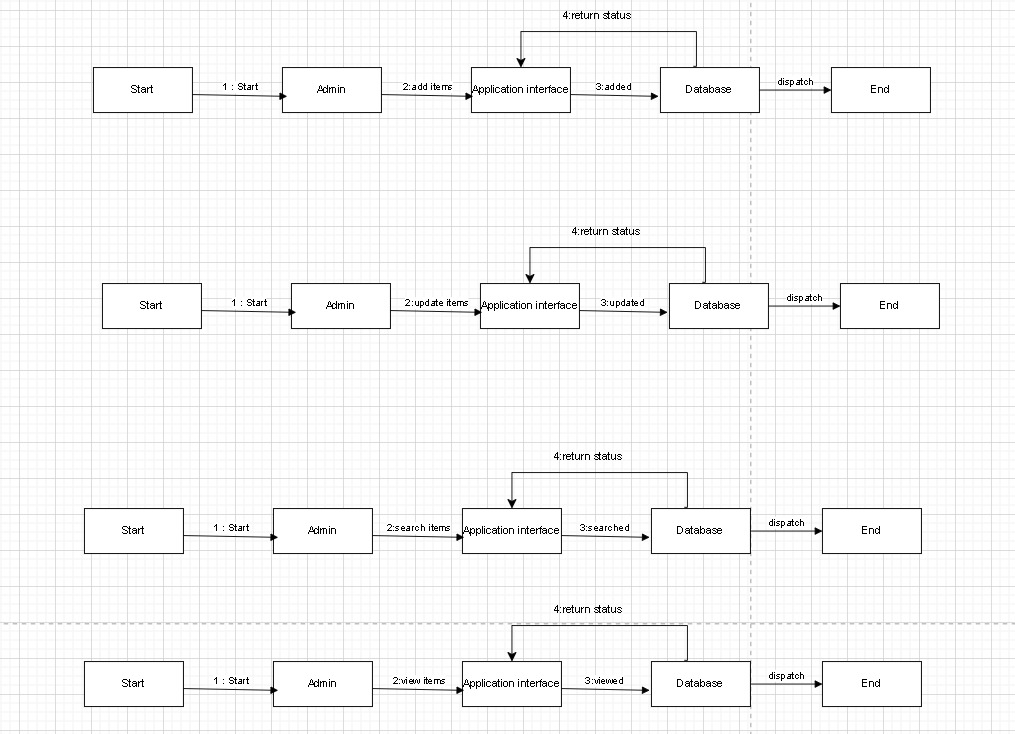 4:return status
Start
1 : Start
Admin
2:add items
Application interface
3:added
Database
dispatch
End
4:return status
Start
1 : Start
Admin
2:update items
Application interface
3:updated
Database
dispatch
End
4:return status
Start
1 : Start
Admin
2:search items
Application interface
3:searched
Database
dispatch
End
4:return status
Start
1 : Start
Admin
2:view items
Application interface
3:viewed
Database
dispatch
End